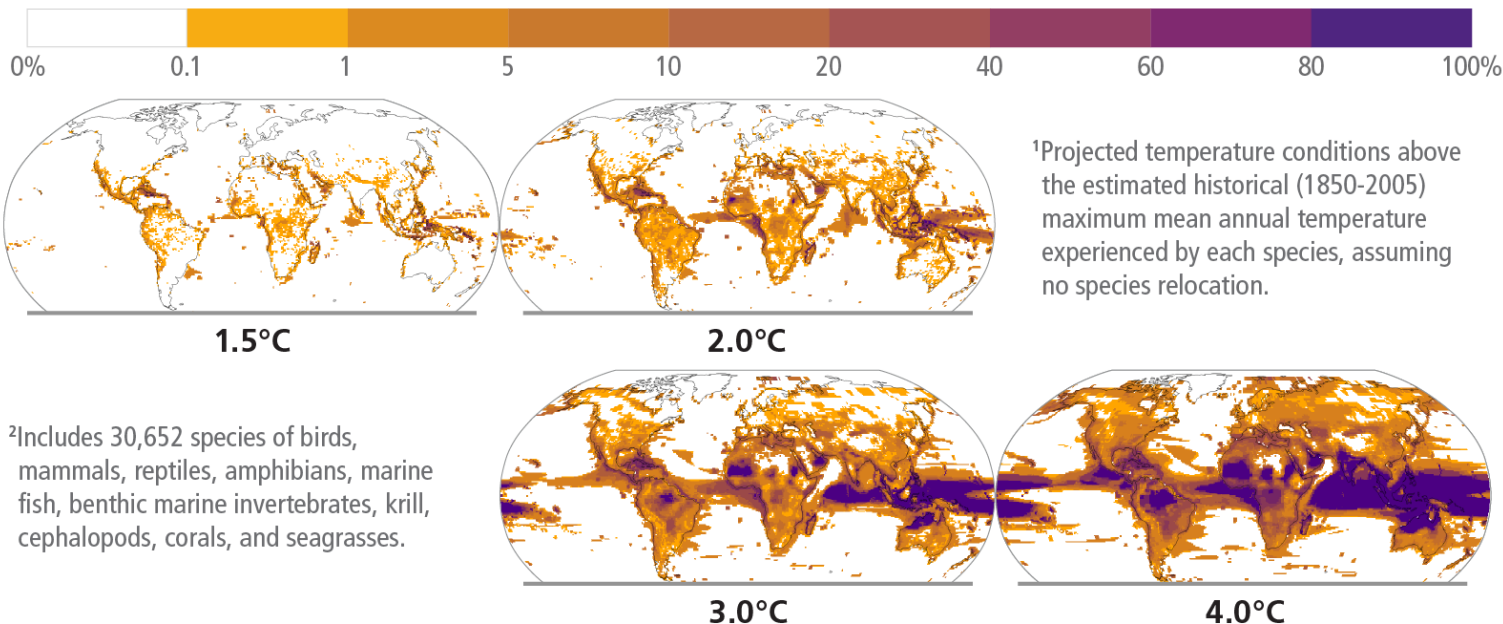 0% 0.1 1 5 10 20 40 60 80 100%
¹Projected temperature conditions above
the estimated historical (1850-2005)
maximum mean annual temperature
experienced by each species, assuming
no species relocation.
1.5°C 2.0°C
²Includes 30,652 species of birds,
mammals, reptiles, amphibians, marine
fish, benthic marine invertebrates, krill,
cephalopods, corals, and seagrasses.
3.0°C 4.0°C